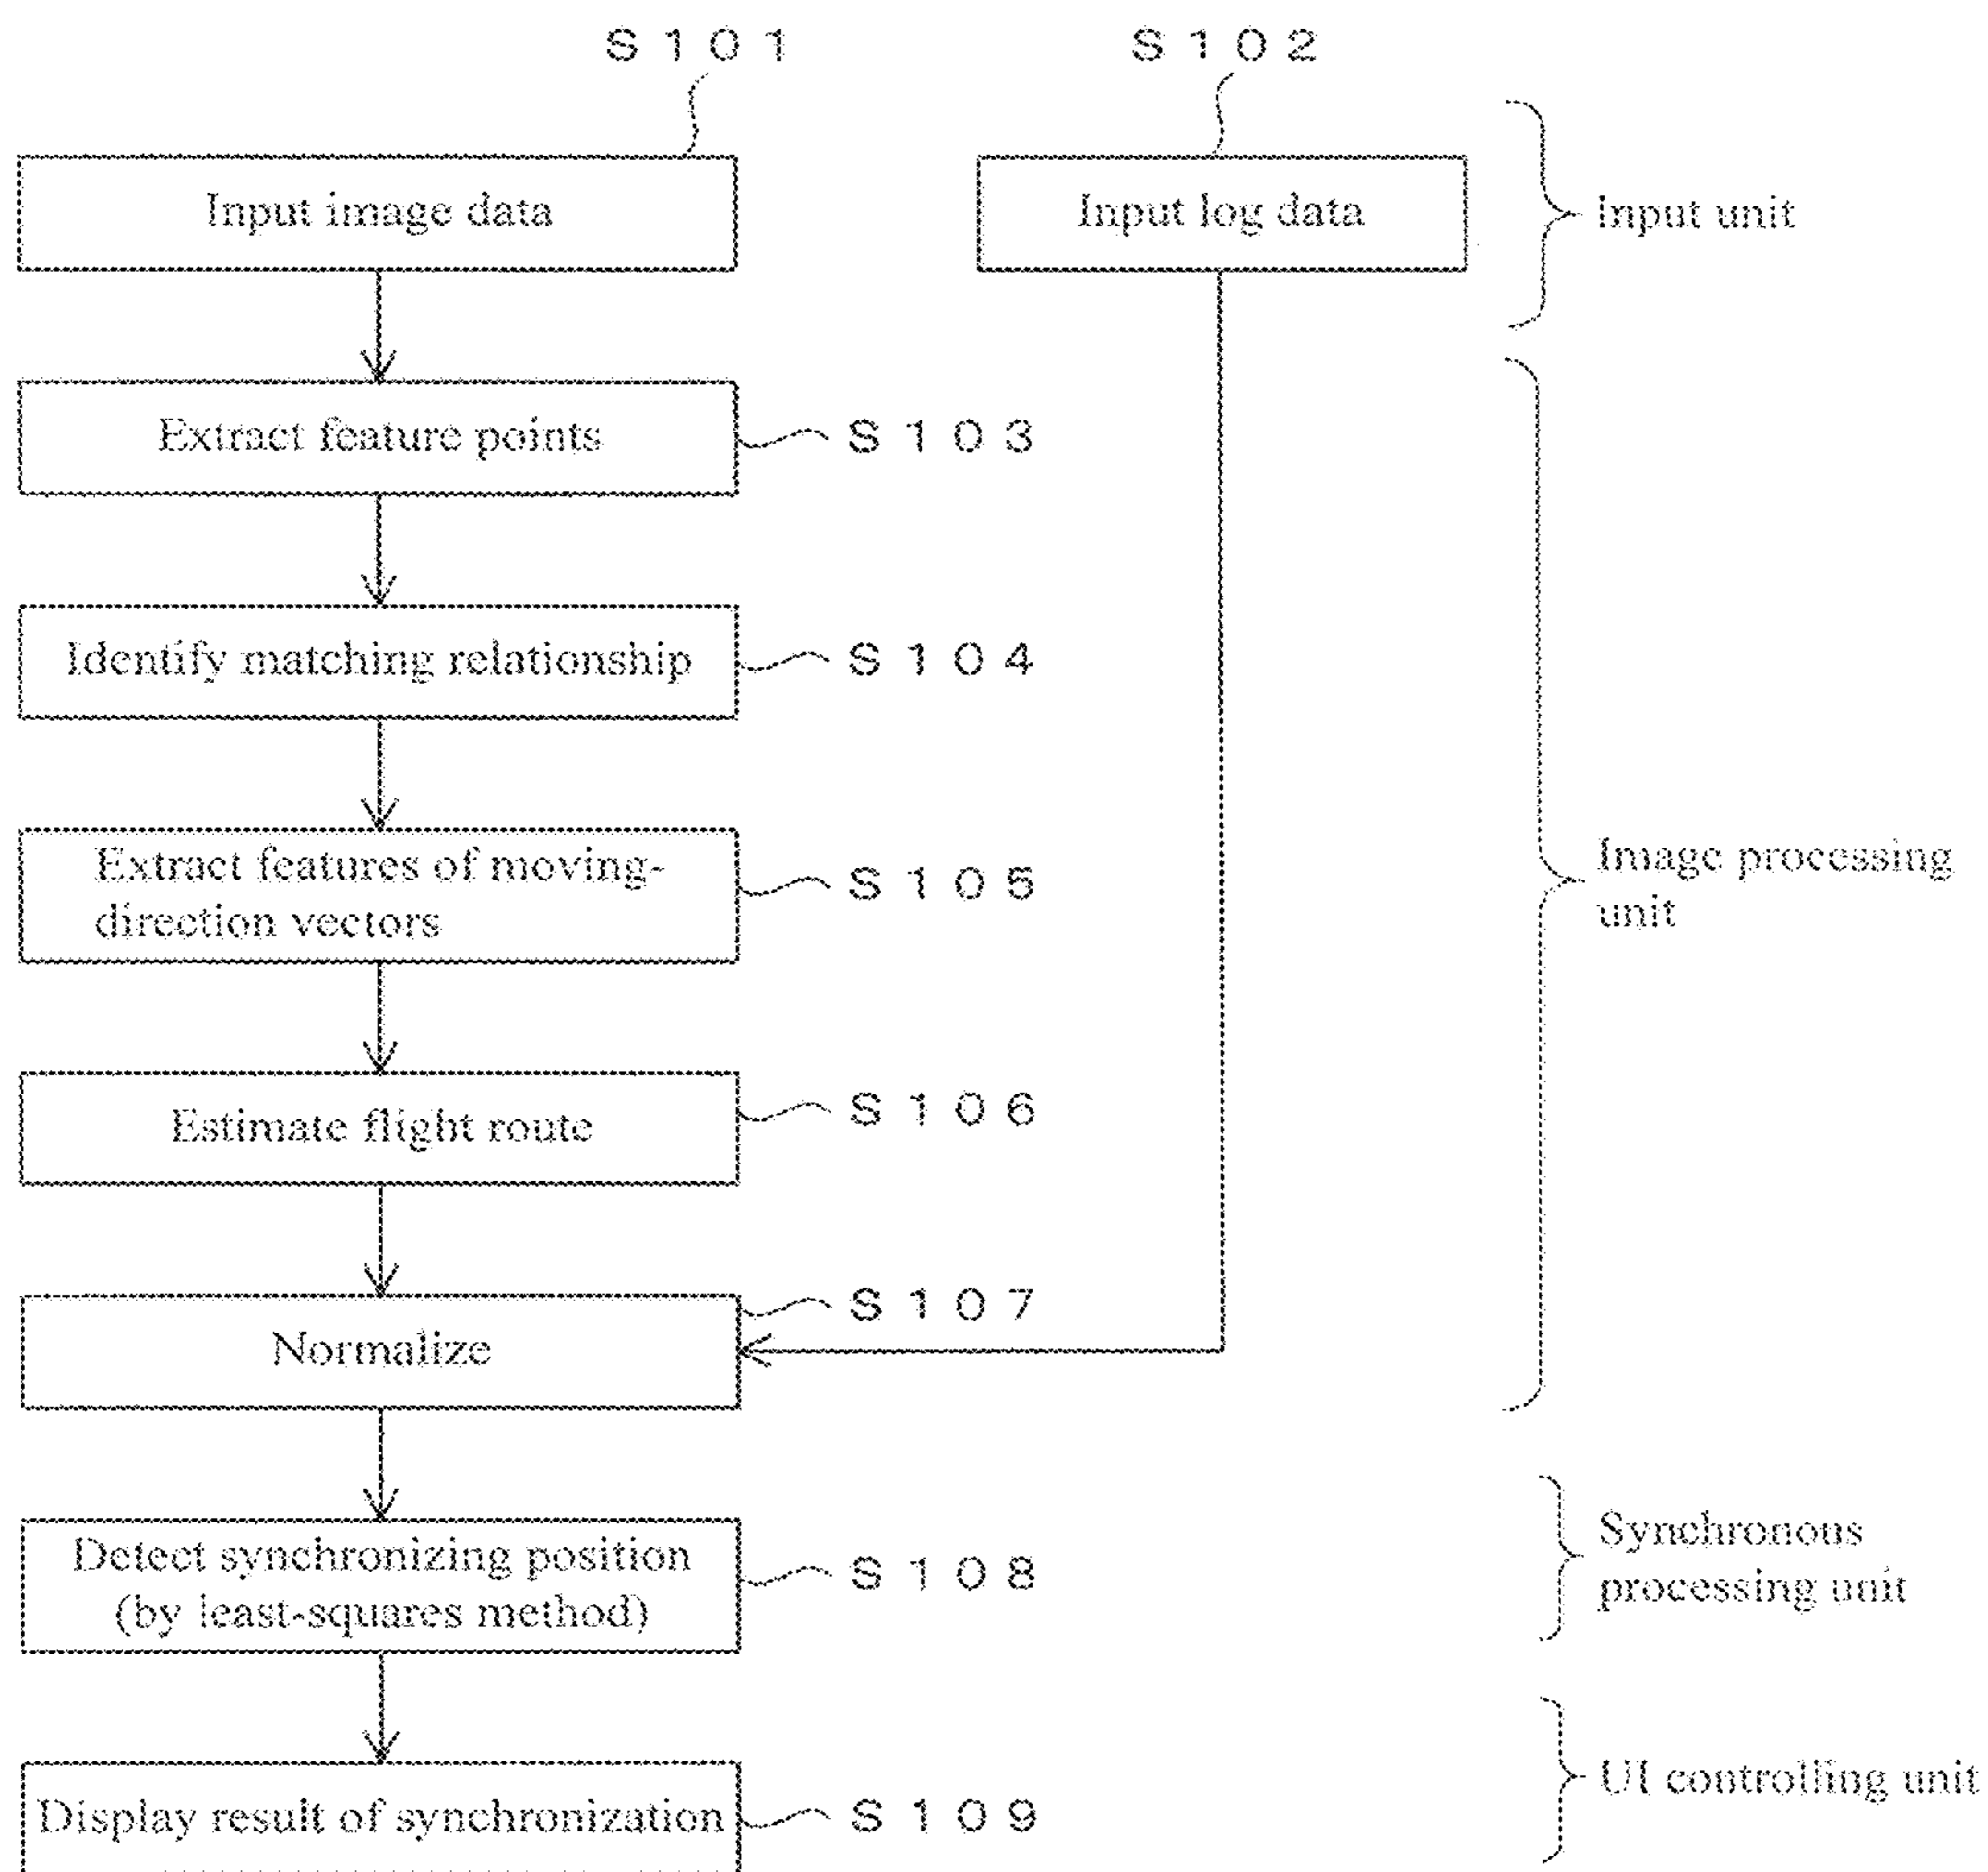 S101
S102
Input image data
Input log data
Input unit
Extract feature points
S103
Identify matching relationship
S104
Extract features of moving-
direction vectors
S105
Image processing
unit
Estimate flight route
S106
Normalize
S107
Detect synchronizing position
(by least-squares method)
S108
Synchronous
processing unit
Display result of synchronization
S109
UI controlling unit